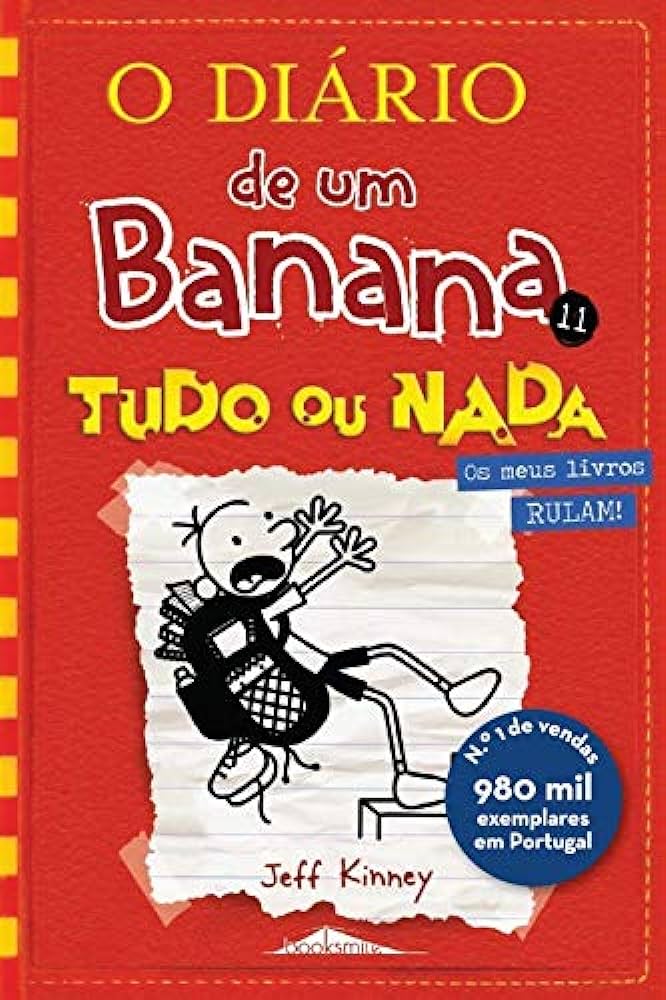 O DIÁRIO
de um
Banana
11
TUDO OU NADA
Os meus livros
RULAM!
N.º 1 de vendas
980 mil
exemplares
em Portugal
Jeff Kinney
booksmile